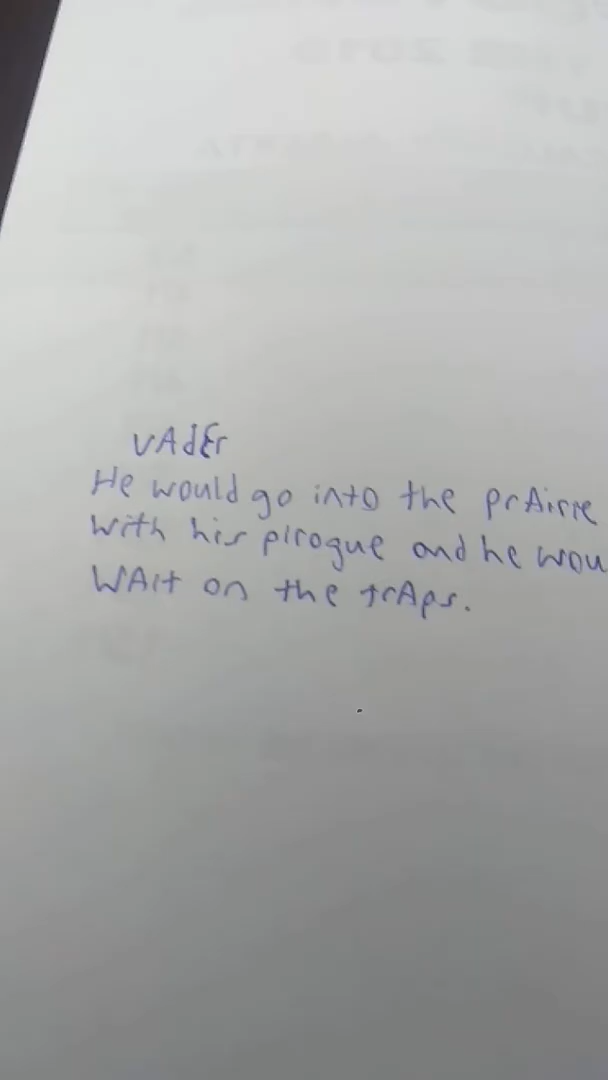 VAdEr
He would go into the prAirie
with his pirogue and he wou
WAit on the trAps.